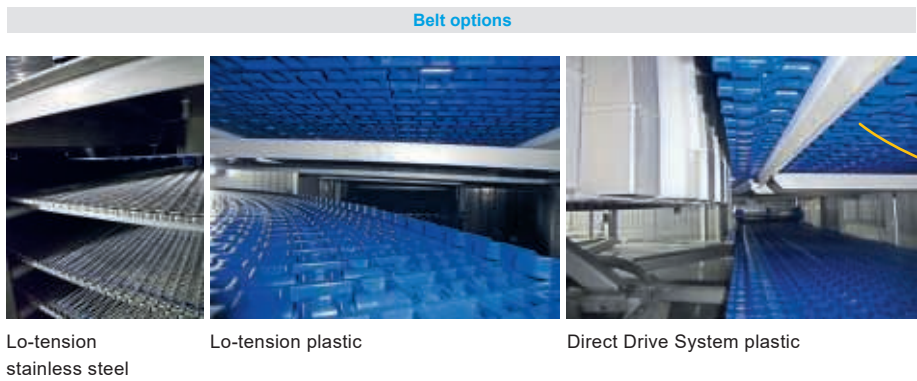 Belt options
Lo-tension
stainless steel
Lo-tension plastic
Direct Drive System plastic